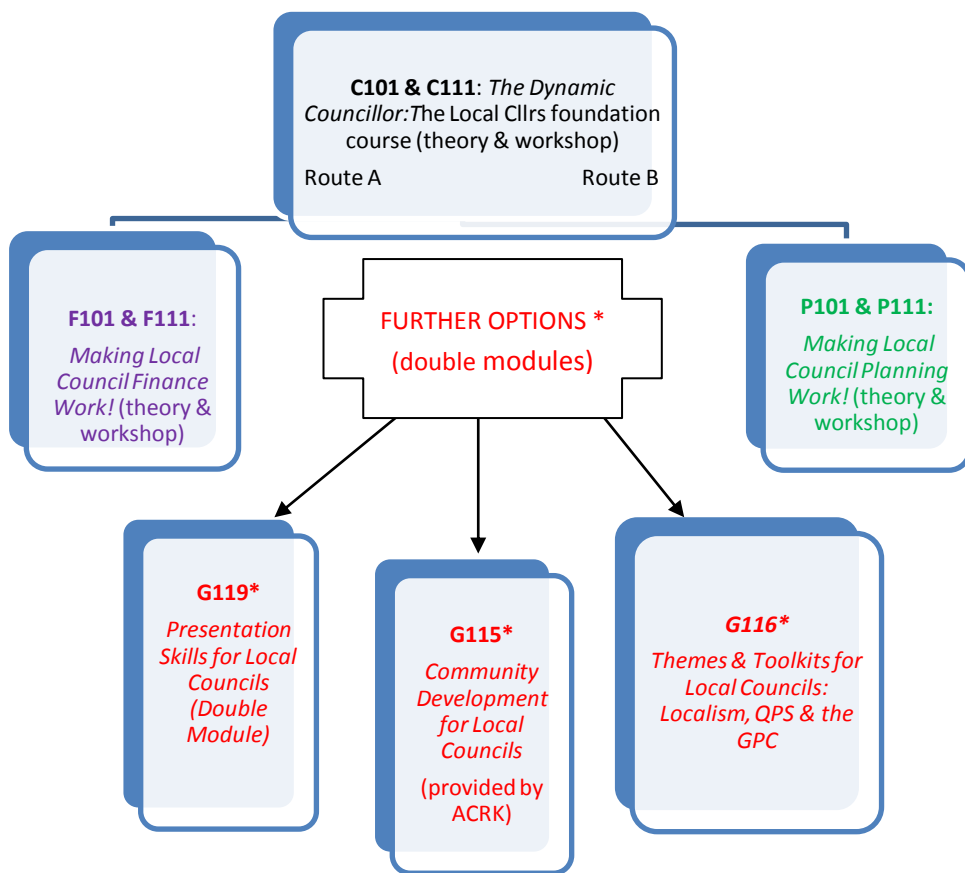 C101 & C111: The Dynamic
Councillor:The Local Cllrs foundation
course (theory & workshop)
Route A Route B
F101 & F111:
Making Local
Council Finance
Work! (theory &
workshop)
FURTHER OPTIONS *
(double modules)
P101 & P111:
Making Local
Council Planning
Work! (theory &
workshop)
G119*
Presentation
Skills for Local
Councils
(Double
Module)
G115*
Community
Development
for Local
Councils
(provided by
ACRK)
G116*
Themes & Toolkits for
Local Councils:
Localism, QPS & the
GPC